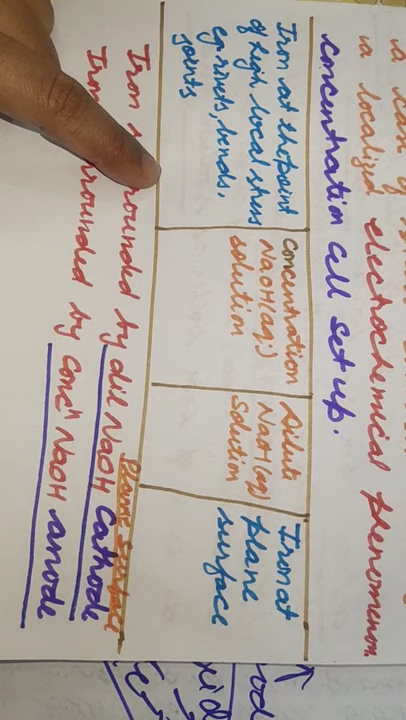 is a localized electrochemical phenomenon
concentration cell set up.
Iron at the point
of high local stress
eg rivets, bends,
joints
concentration
NaOH(aq.)
solution
Dilute
NaOH(aq)
solution
Iron at
plane
surface
plane surface
Iron surrounded by dil NaOH cathode
Iron surrounded by concn NaOH anode